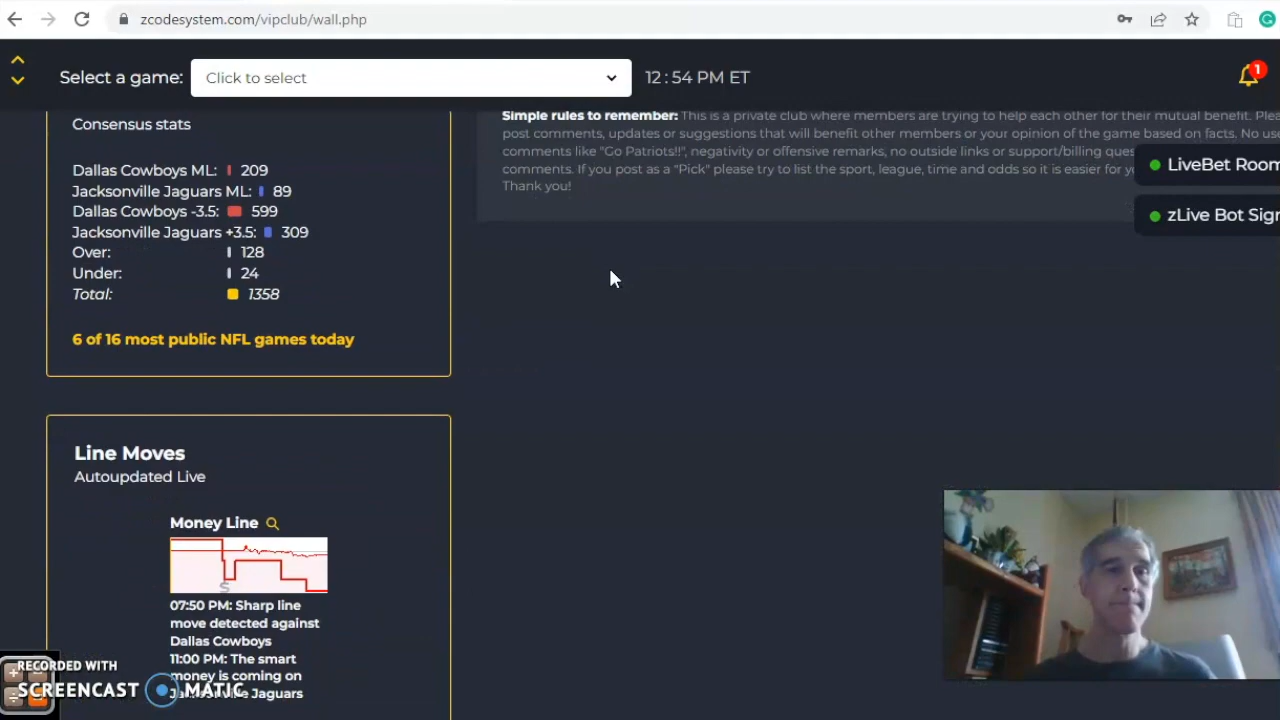 zcodesystem.com/vipclub/wall.php
Select a game: Click to select 12 : 54 PM ET
1
Consensus stats
Dallas Cowboys ML: 209
Jacksonville Jaguars ML: 89
Dallas Cowboys -3.5: 599
Jacksonville Jaguars +3.5: 309
Over: 128
Under: 24
Total: 1358
6 of 16 most public NFL games today
Simple rules to remember: This is a private club where members are trying to help each other for their mutual benefit. Plea
post comments, updates or suggestions that will benefit other members or your opinion of the game based on facts. No use
comments like "Go Patriots!!", negativity or offensive remarks, no outside links or support/billing ques
comments. If you post as a "Pick" please try to list the sport, league, time and odds so it is easier for y
Thank you!
LiveBet Room
zLive Bot Sign
Line Moves
Autoupdated Live
Money Line
S
07:50 PM: Sharp line
move detected against
Dallas Cowboys
11:00 PM: The smart
money is coming on
Jaguars
RECORDED WITH
SCREENCAST MATIC